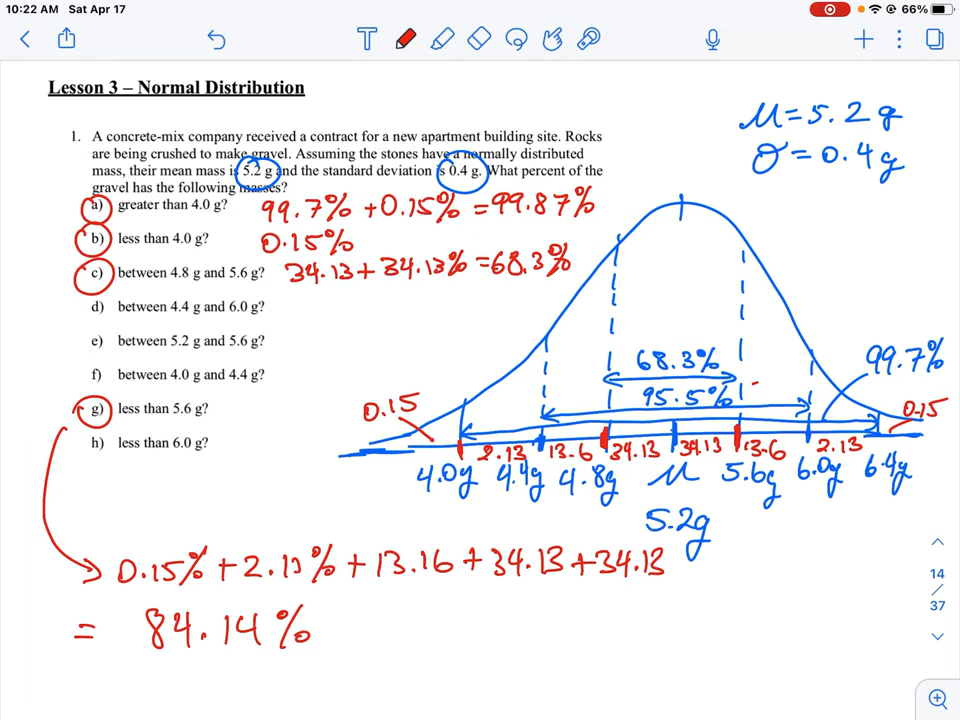 10:22 AM Sat Apr 17
66%
T
Lesson 3 – Normal Distribution
μ = 5.2 g
σ = 0.4 g
1. A concrete-mix company received a contract for a new apartment building site. Rocks
are being crushed to make gravel. Assuming the stones have a normally distributed
mass, their mean mass is 5.2 g and the standard deviation is 0.4 g. What percent of the
gravel has the following masses?
a) greater than 4.0 g? 99.7% + 0.15% = 99.87%
b) less than 4.0 g? 0.15%
c) between 4.8 g and 5.6 g? 34.13 + 34.13% = 68.3%
d) between 4.4 g and 6.0 g?
e) between 5.2 g and 5.6 g?
f) between 4.0 g and 4.4 g?
g) less than 5.6 g?
h) less than 6.0 g?
99.7%
68.3%
95.5%
0.15
0.15
2.13 13.6 34.13 34.13 13.6 2.13
4.0g 4.4g 4.8g μ 5.6g 6.0g 6.4g
5.2g
0.15% + 2.13% + 13.16 + 34.13 + 34.13
= 84.14%
14
/
37